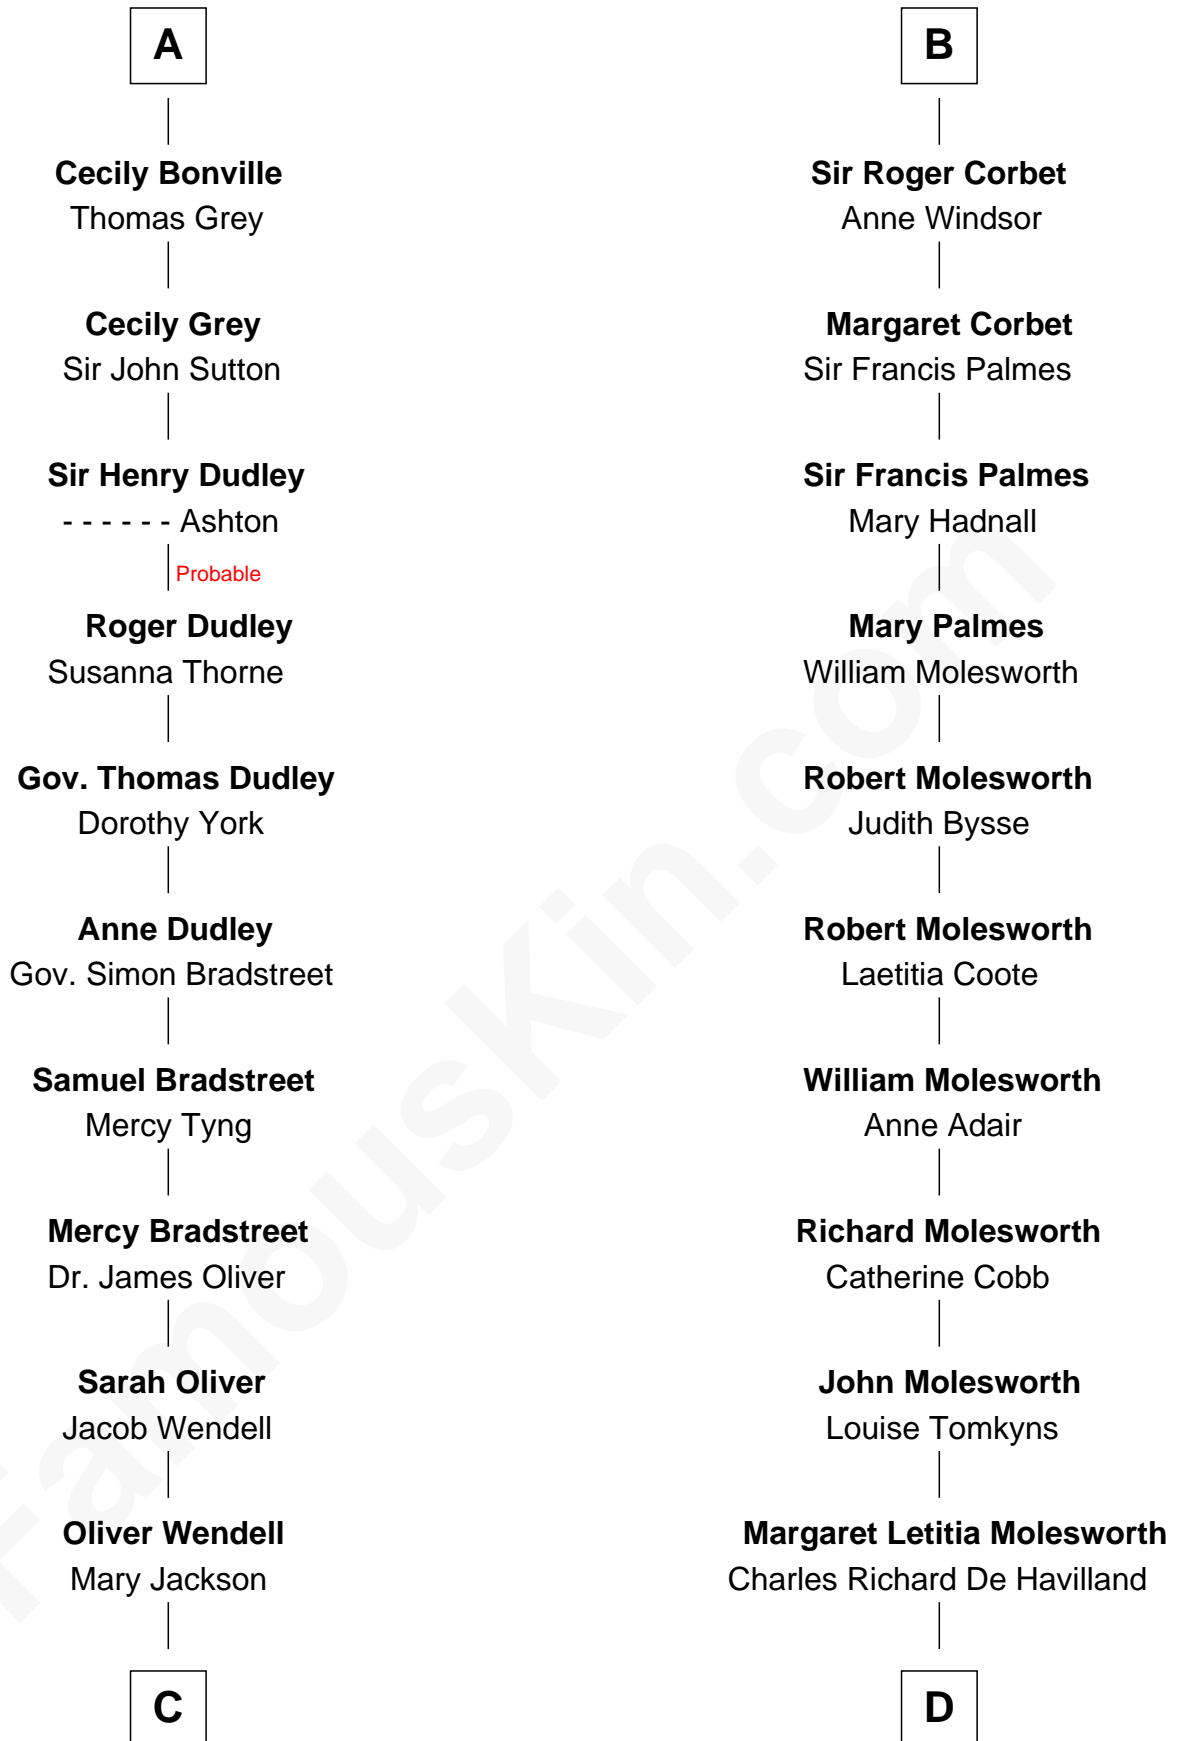 A
Cecily Bonville
Thomas Grey
Cecily Grey
Sir John Sutton
Sir Henry Dudley
- - - - - - Ashton
Probable
Roger Dudley
Susanna Thorne
Gov. Thomas Dudley
Dorothy York
Anne Dudley
Gov. Simon Bradstreet
Samuel Bradstreet
Mercy Tyng
Mercy Bradstreet
Dr. James Oliver
Sarah Oliver
Jacob Wendell
Oliver Wendell
Mary Jackson
C
B
Sir Roger Corbet
Anne Windsor
Margaret Corbet
Sir Francis Palmes
Sir Francis Palmes
Mary Hadnall
Mary Palmes
William Molesworth
Robert Molesworth
Judith Bysse
Robert Molesworth
Laetitia Coote
William Molesworth
Anne Adair
Richard Molesworth
Catherine Cobb
John Molesworth
Louise Tomkyns
Margaret Letitia Molesworth
Charles Richard De Havilland
D
FamousKin.com